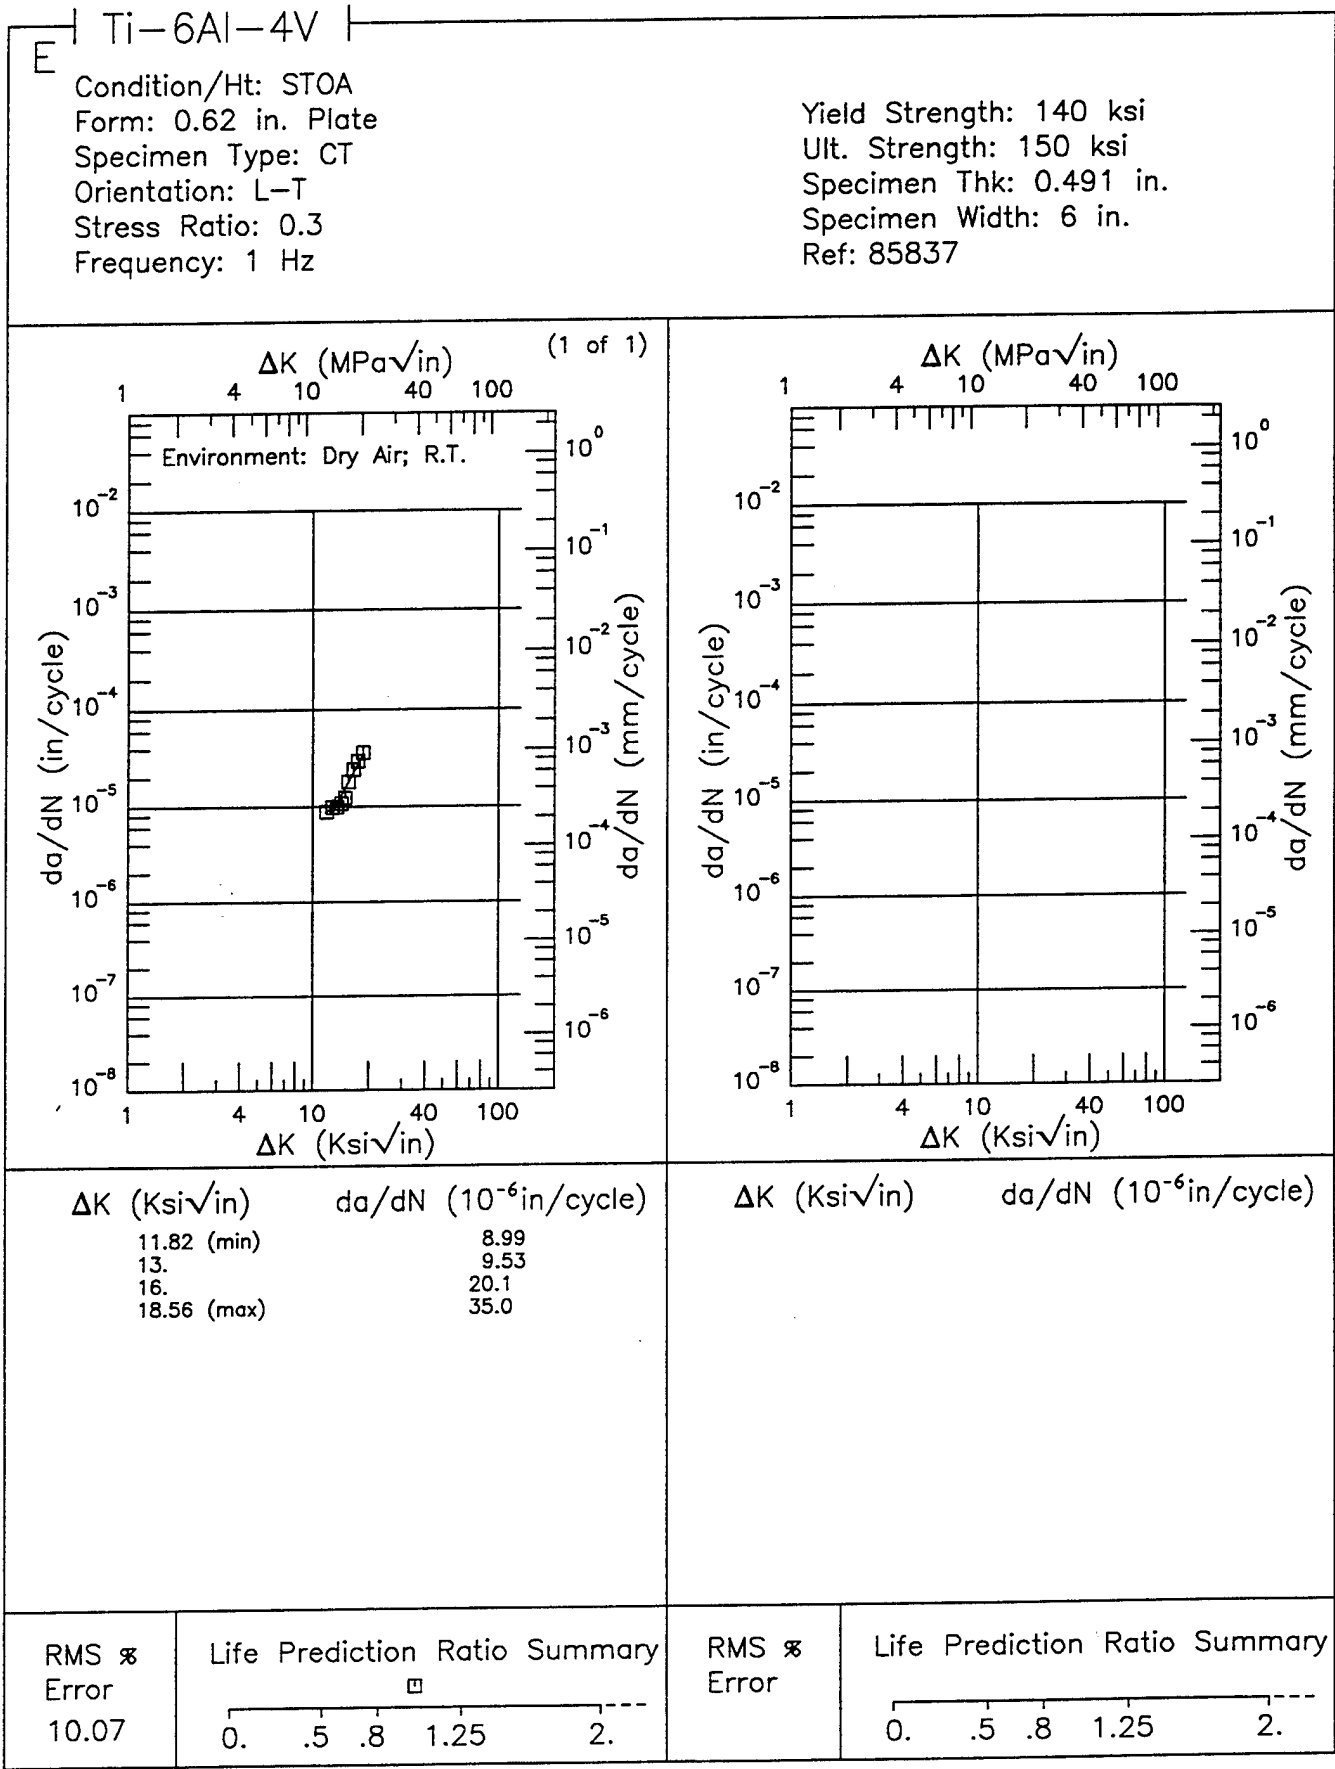 Ti-6Al-4V
E
Condition/Ht: STOA
Form: 0.62 in. Plate
Specimen Type: CT
Orientation: L-T
Stress Ratio: 0.3
Frequency: 1 Hz
Yield Strength: 140 ksi
Ult. Strength: 150 ksi
Specimen Thk: 0.491 in.
Specimen Width: 6 in.
Ref: 85837
(1 of 1)
ΔK (MPa√in)
1 4 10 40 100
Environment: Dry Air; R.T.
da/dN (in/cycle)
10⁻²
10⁻³
10⁻⁴
10⁻⁵
10⁻⁶
10⁻⁷
10⁻⁸
10⁰
10⁻¹
10⁻²
10⁻³
10⁻⁴
10⁻⁵
10⁻⁶
da/dN (mm/cycle)
1 4 10 40 100
ΔK (Ksi√in)
ΔK (MPa√in)
1 4 10 40 100
da/dN (in/cycle)
10⁻²
10⁻³
10⁻⁴
10⁻⁵
10⁻⁶
10⁻⁷
10⁻⁸
10⁰
10⁻¹
10⁻²
10⁻³
10⁻⁴
10⁻⁵
10⁻⁶
da/dN (mm/cycle)
1 4 10 40 100
ΔK (Ksi√in)
ΔK (Ksi√in) da/dN (10⁻⁶in/cycle)
11.82 (min) 8.99
13. 9.53
16. 20.1
18.56 (max) 35.0
ΔK (Ksi√in) da/dN (10⁻⁶in/cycle)
RMS %
Error
10.07
Life Prediction Ratio Summary
0. .5 .8 1.25 2.
RMS %
Error
Life Prediction Ratio Summary
0. .5 .8 1.25 2.